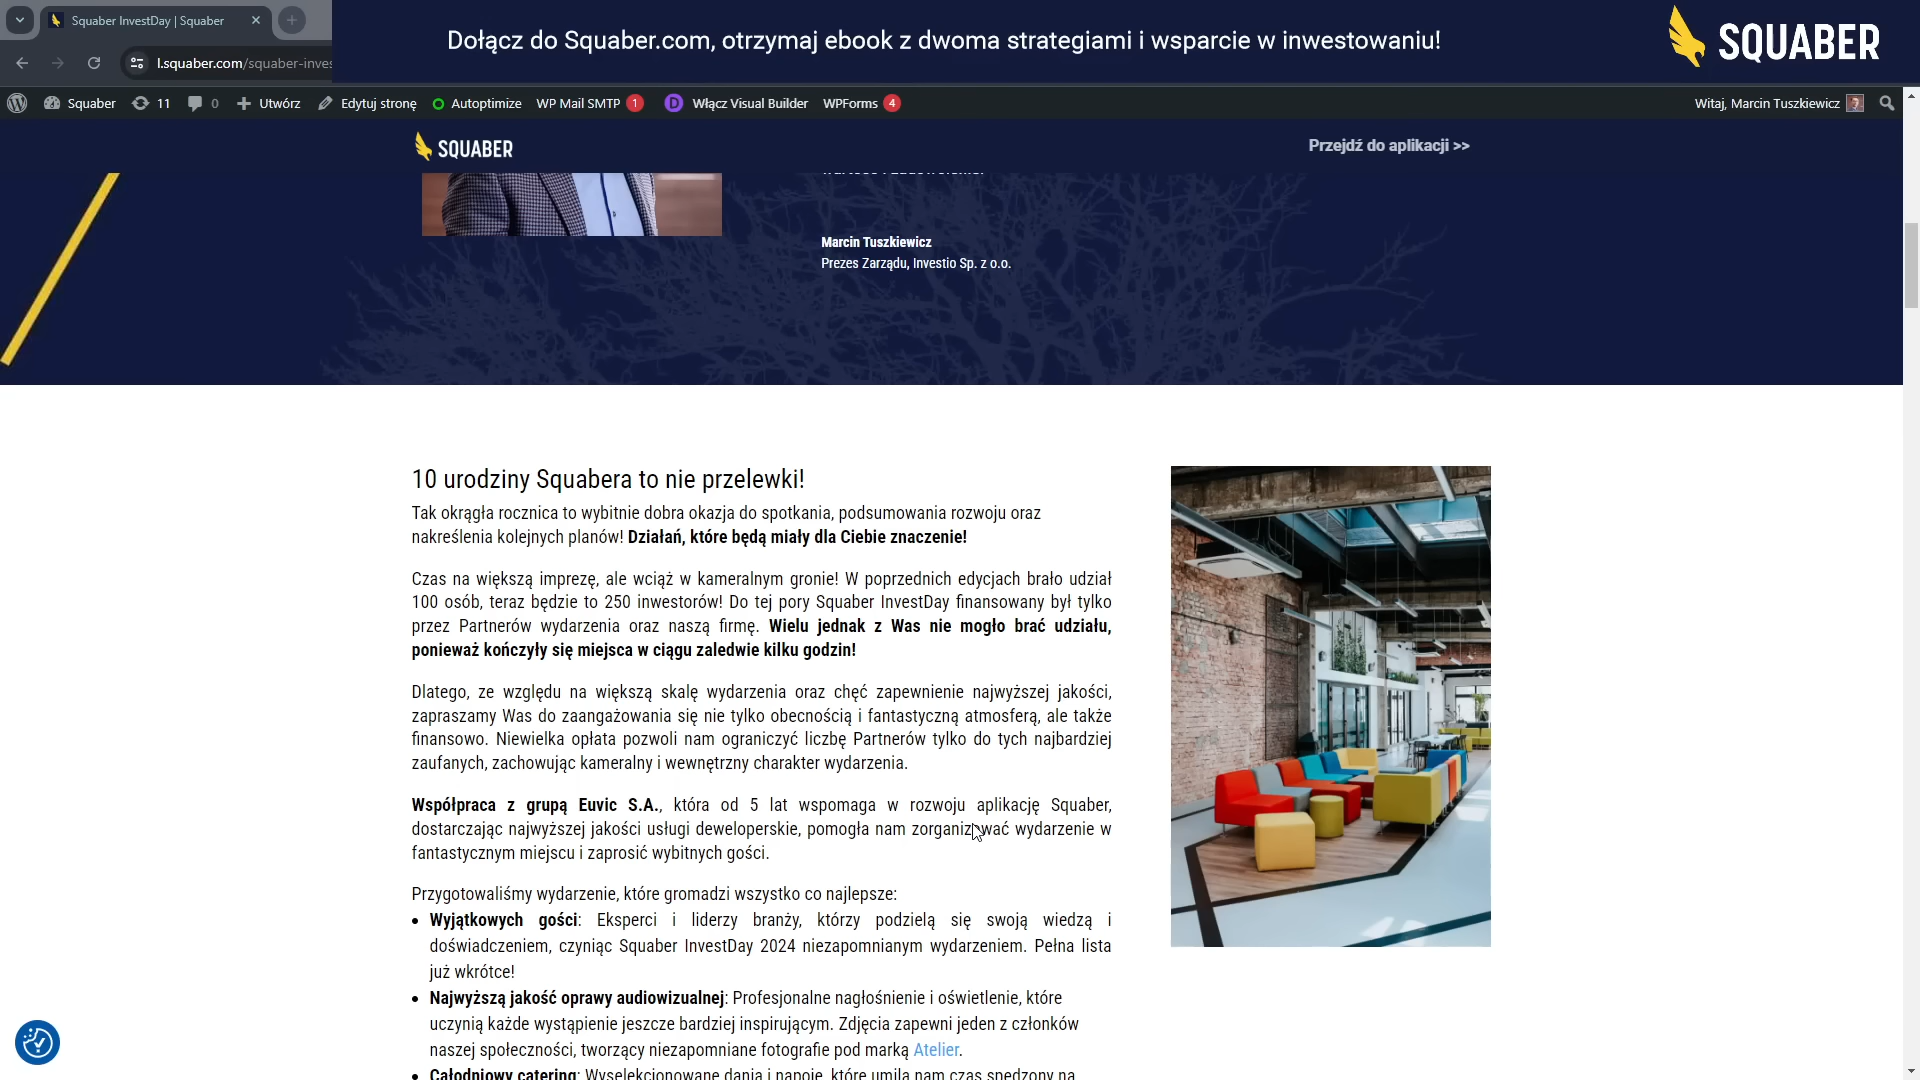 Squaber InvestDay | Squaber
Dołącz do Squaber.com, otrzymaj ebook z dwoma strategiami i wsparcie w inwestowaniu!
SQUABER
l.squaber.com/squaber-inves
Squaber
11
0
Utwórz
Edytuj stronę
Autoptimize
WP Mail SMTP 1
Włącz Visual Builder
WPForms 4
Witaj, Marcin Tuszkiewicz
SQUABER
Przejdź do aplikacji >>
Marcin Tuszkiewicz
Prezes Zarządu, Investio Sp. z o.o.
10 urodziny Squabera to nie przelewki!
Tak okrągła rocznica to wybitnie dobra okazja do spotkania, podsumowania rozwoju oraz
nakreślenia kolejnych planów! Działań, które będą miały dla Ciebie znaczenie!
Czas na większą imprezę, ale wciąż w kameralnym gronie! W poprzednich edycjach brało udział
100 osób, teraz będzie to 250 inwestorów! Do tej pory Squaber InvestDay finansowany był tylko
przez Partnerów wydarzenia oraz naszą firmę. Wielu jednak z Was nie mogło brać udziału,
ponieważ kończyły się miejsca w ciągu zaledwie kilku godzin!
Dlatego, ze względu na większą skalę wydarzenia oraz chęć zapewnienie najwyższej jakości,
zapraszamy Was do zaangażowania się nie tylko obecnością i fantastyczną atmosferą, ale także
finansowo. Niewielka opłata pozwoli nam ograniczyć liczbę Partnerów tylko do tych najbardziej
zaufanych, zachowując kameralny i wewnętrzny charakter wydarzenia.
Współpraca z grupą Euvic S.A., która od 5 lat wspomaga w rozwoju aplikację Squaber,
dostarczając najwyższej jakości usługi deweloperskie, pomogła nam zorganizować wydarzenie w
fantastycznym miejscu i zaprosić wybitnych gości.
Przygotowaliśmy wydarzenie, które gromadzi wszystko co najlepsze:
• Wyjątkowych gości: Eksperci i liderzy branży, którzy podzielą się swoją wiedzą i
doświadczeniem, czyniąc Squaber InvestDay 2024 niezapomnianym wydarzeniem. Pełna lista
już wkrótce!
• Najwyższą jakość oprawy audiowizualnej: Profesjonalne nagłośnienie i oświetlenie, które
uczynią każde wystąpienie jeszcze bardziej inspirującym. Zdjęcia zapewni jeden z członków
naszej społeczności, tworzący niezapomniane fotografie pod marką Atelier.
• Całodniowy catering: Wyselekcjonowane dania i napoje, które umilą nam czas spędzony na